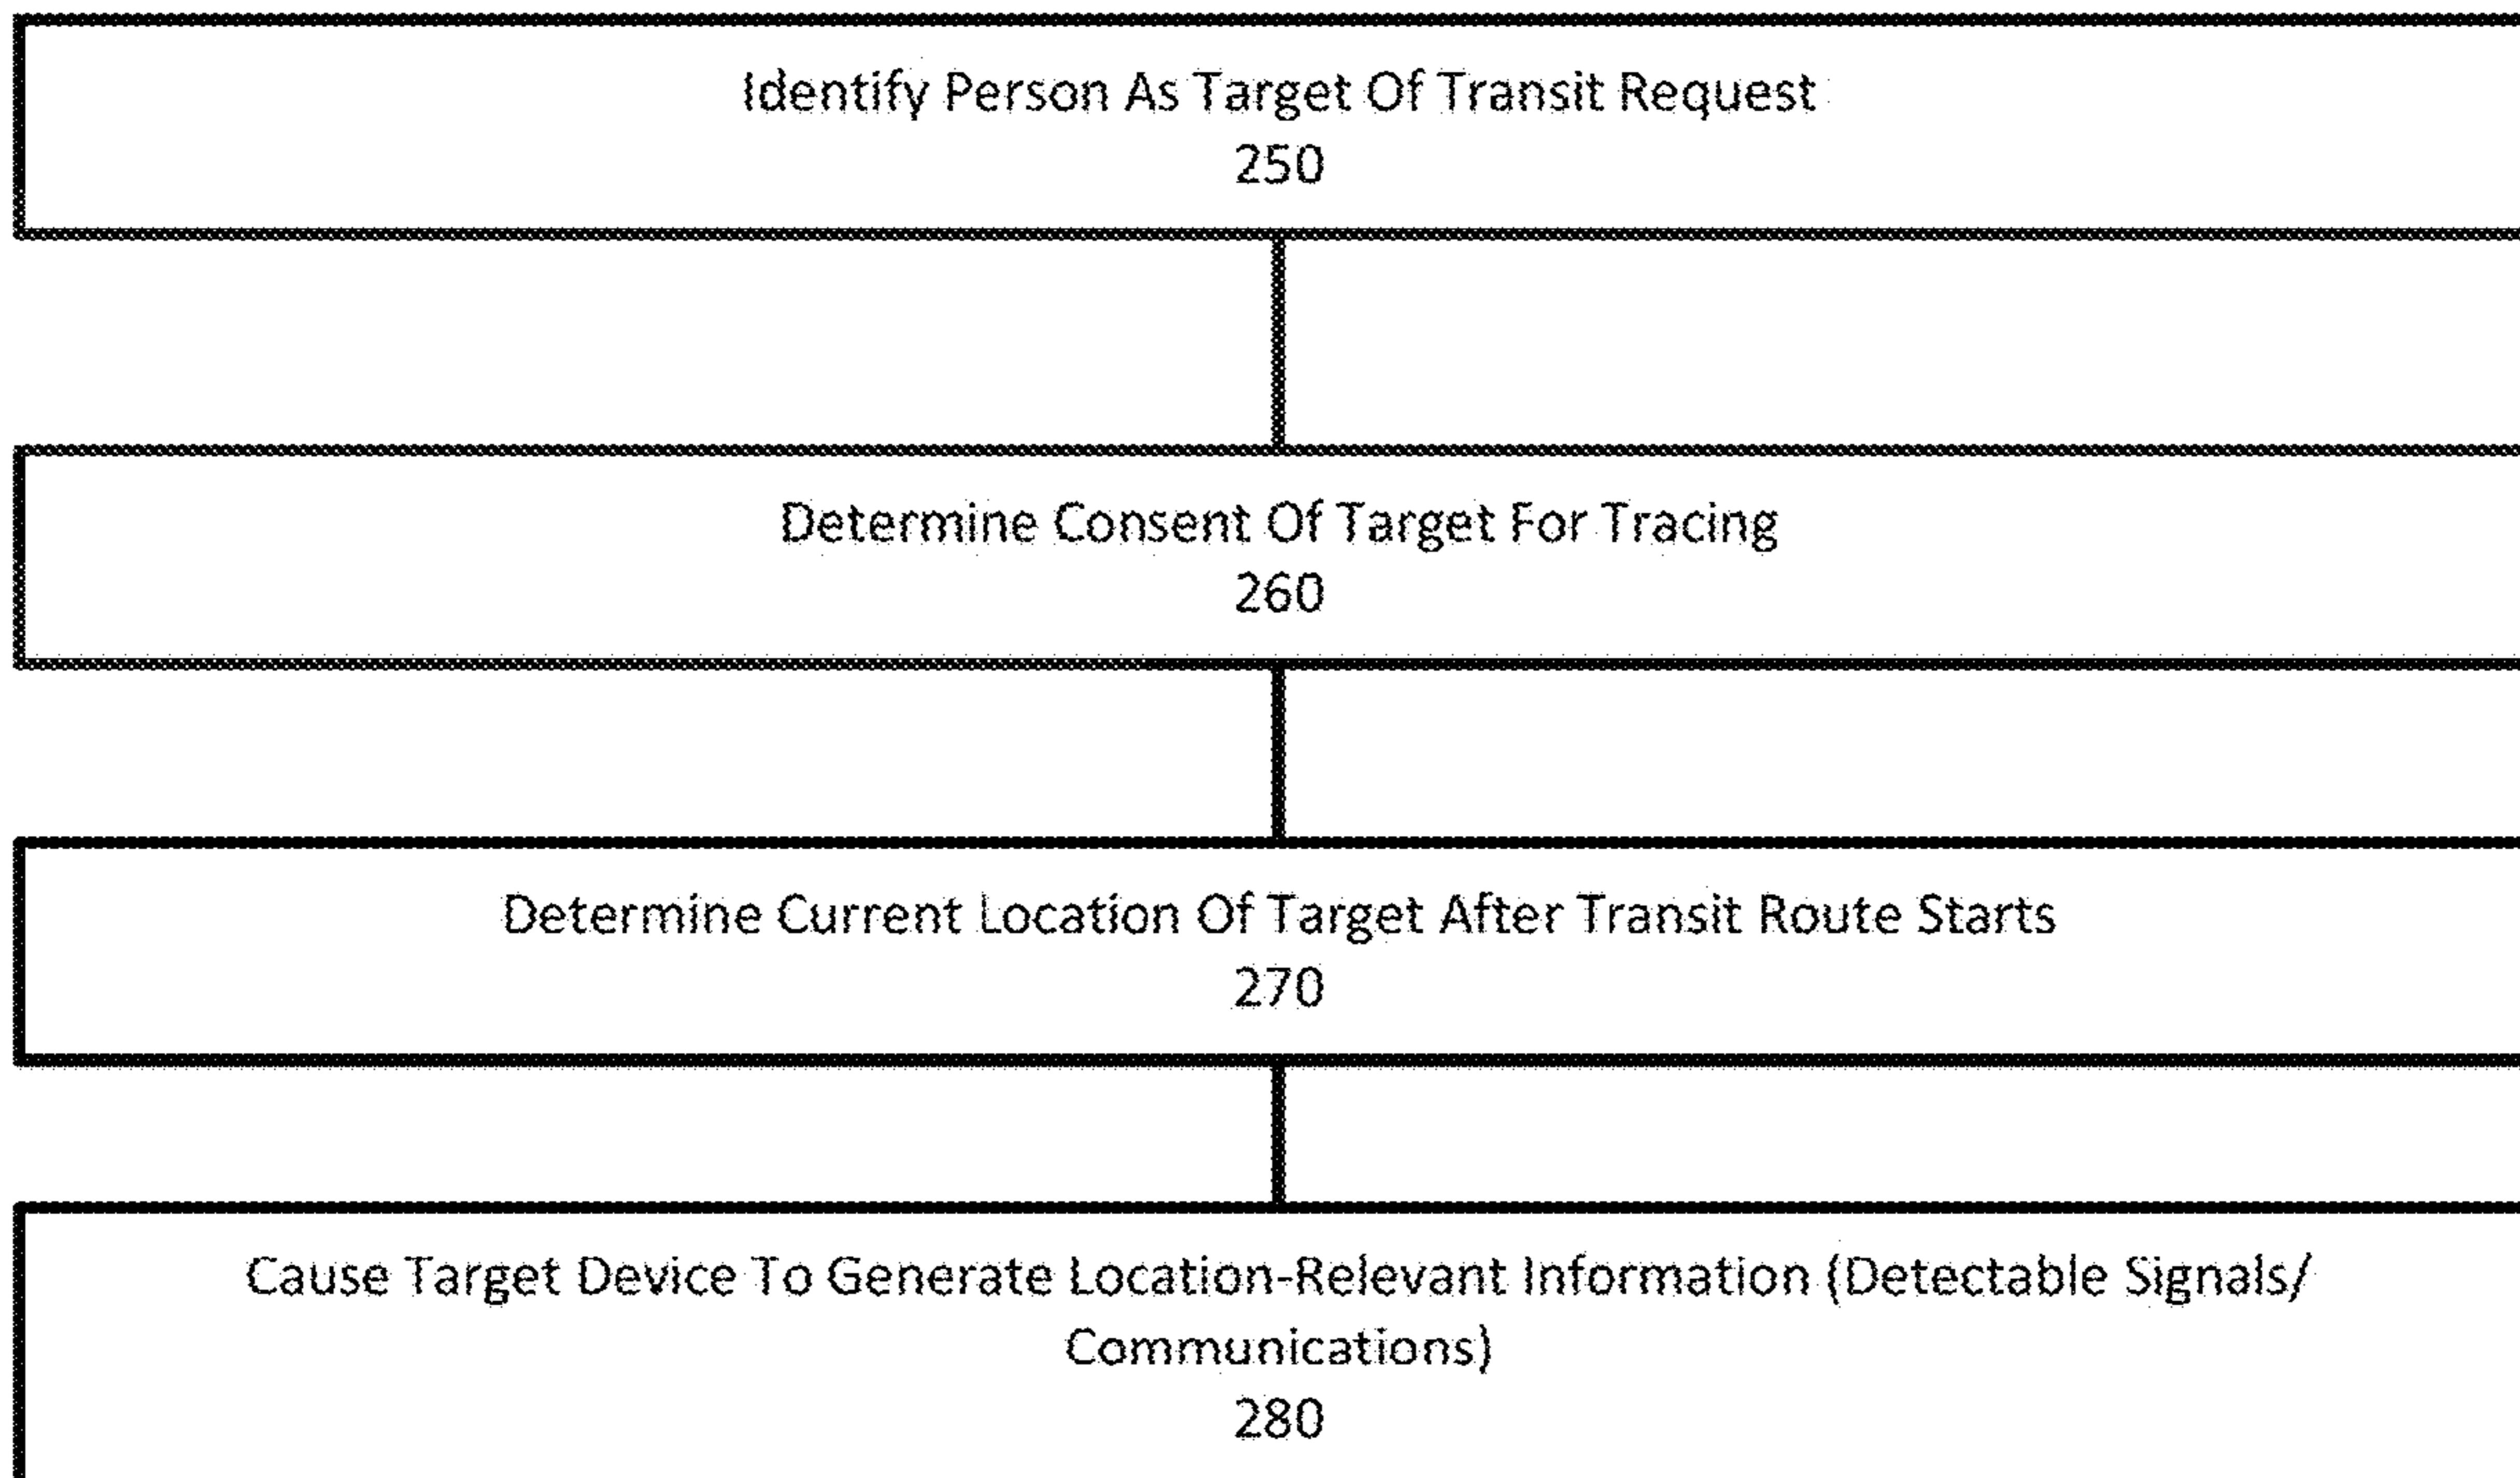 Identify Person As Target Of Transit Request
250
Determine Consent Of Target For Tracing
260
Determine Current Location Of Target After Transit Route Starts
270
Cause Target Device To Generate Location-Relevant Information (Detectable Signals/
Communications)
280